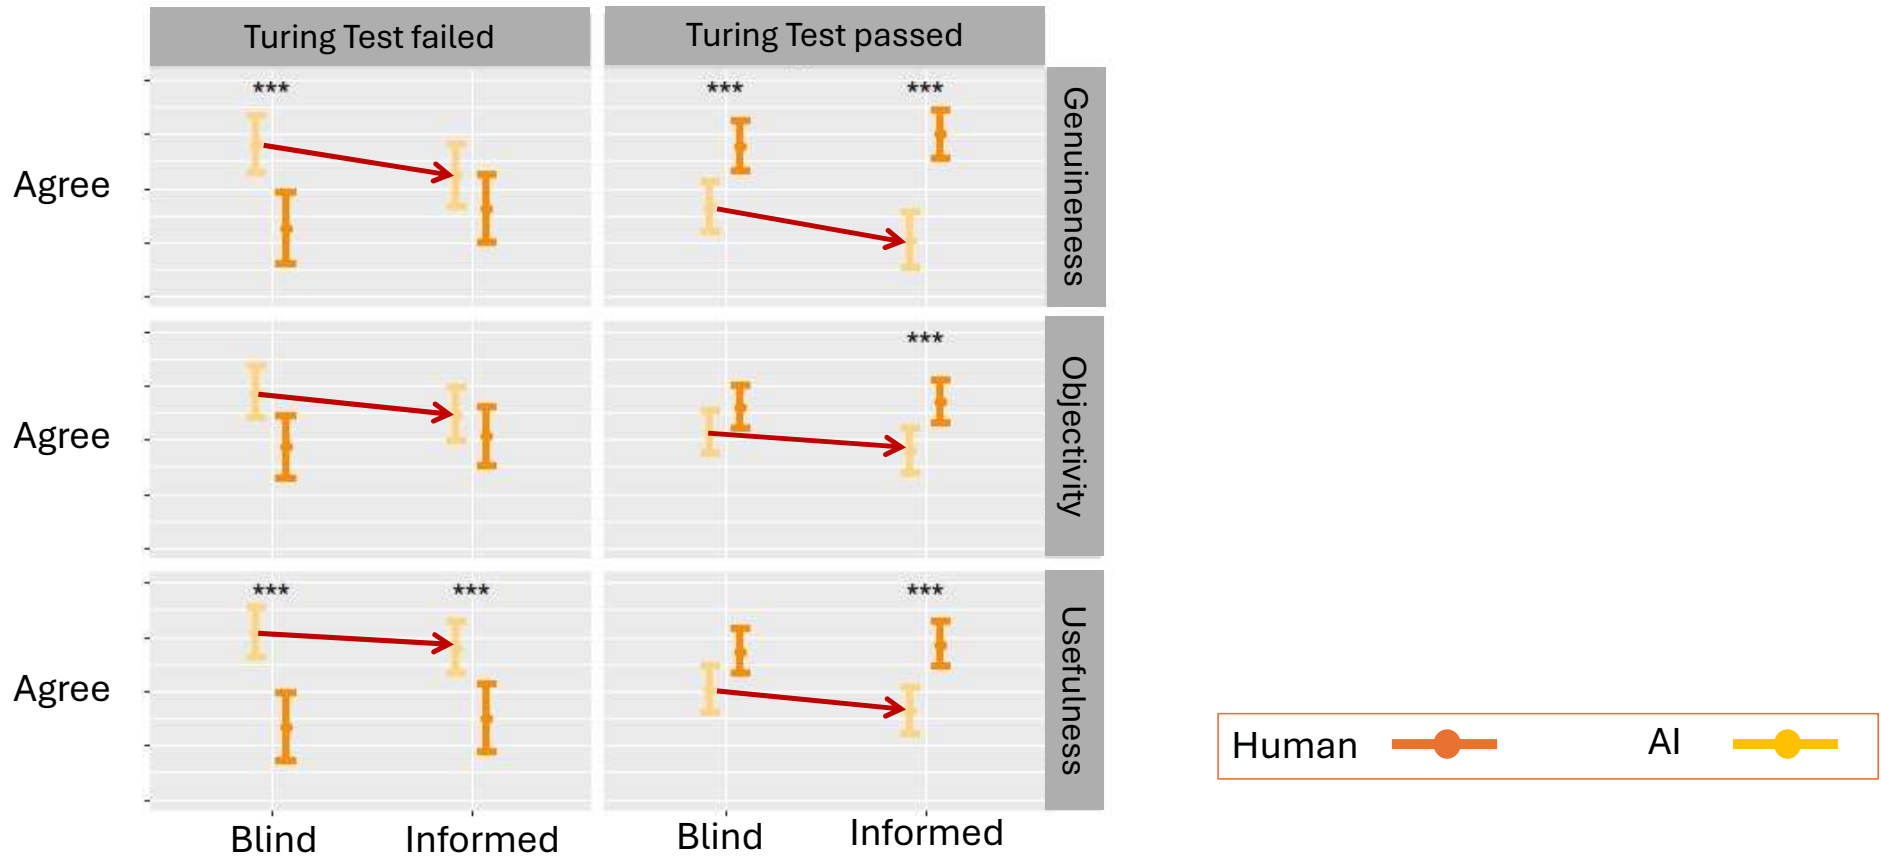 Turing Test failed
Turing Test passed
*** *** ***
Agree
Genuineness
***
Agree
Objectivity
*** *** ***
Agree
Usefulness
Human AI
Blind Informed Blind Informed